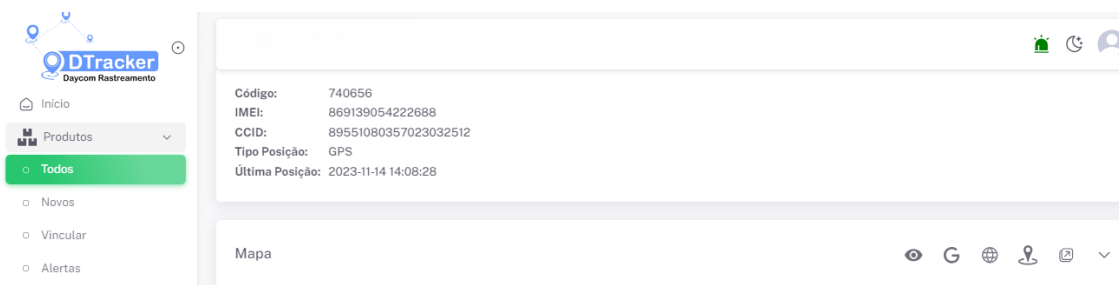 DTracker
Daycom Rastreamento
Início
Produtos
Todos
Novos
Vincular
Alertas
Código: 740656
IMEI: 869139054222688
CCID: 89551080357023032512
Tipo Posição: GPS
Última Posição: 2023-11-14 14:08:28
Mapa